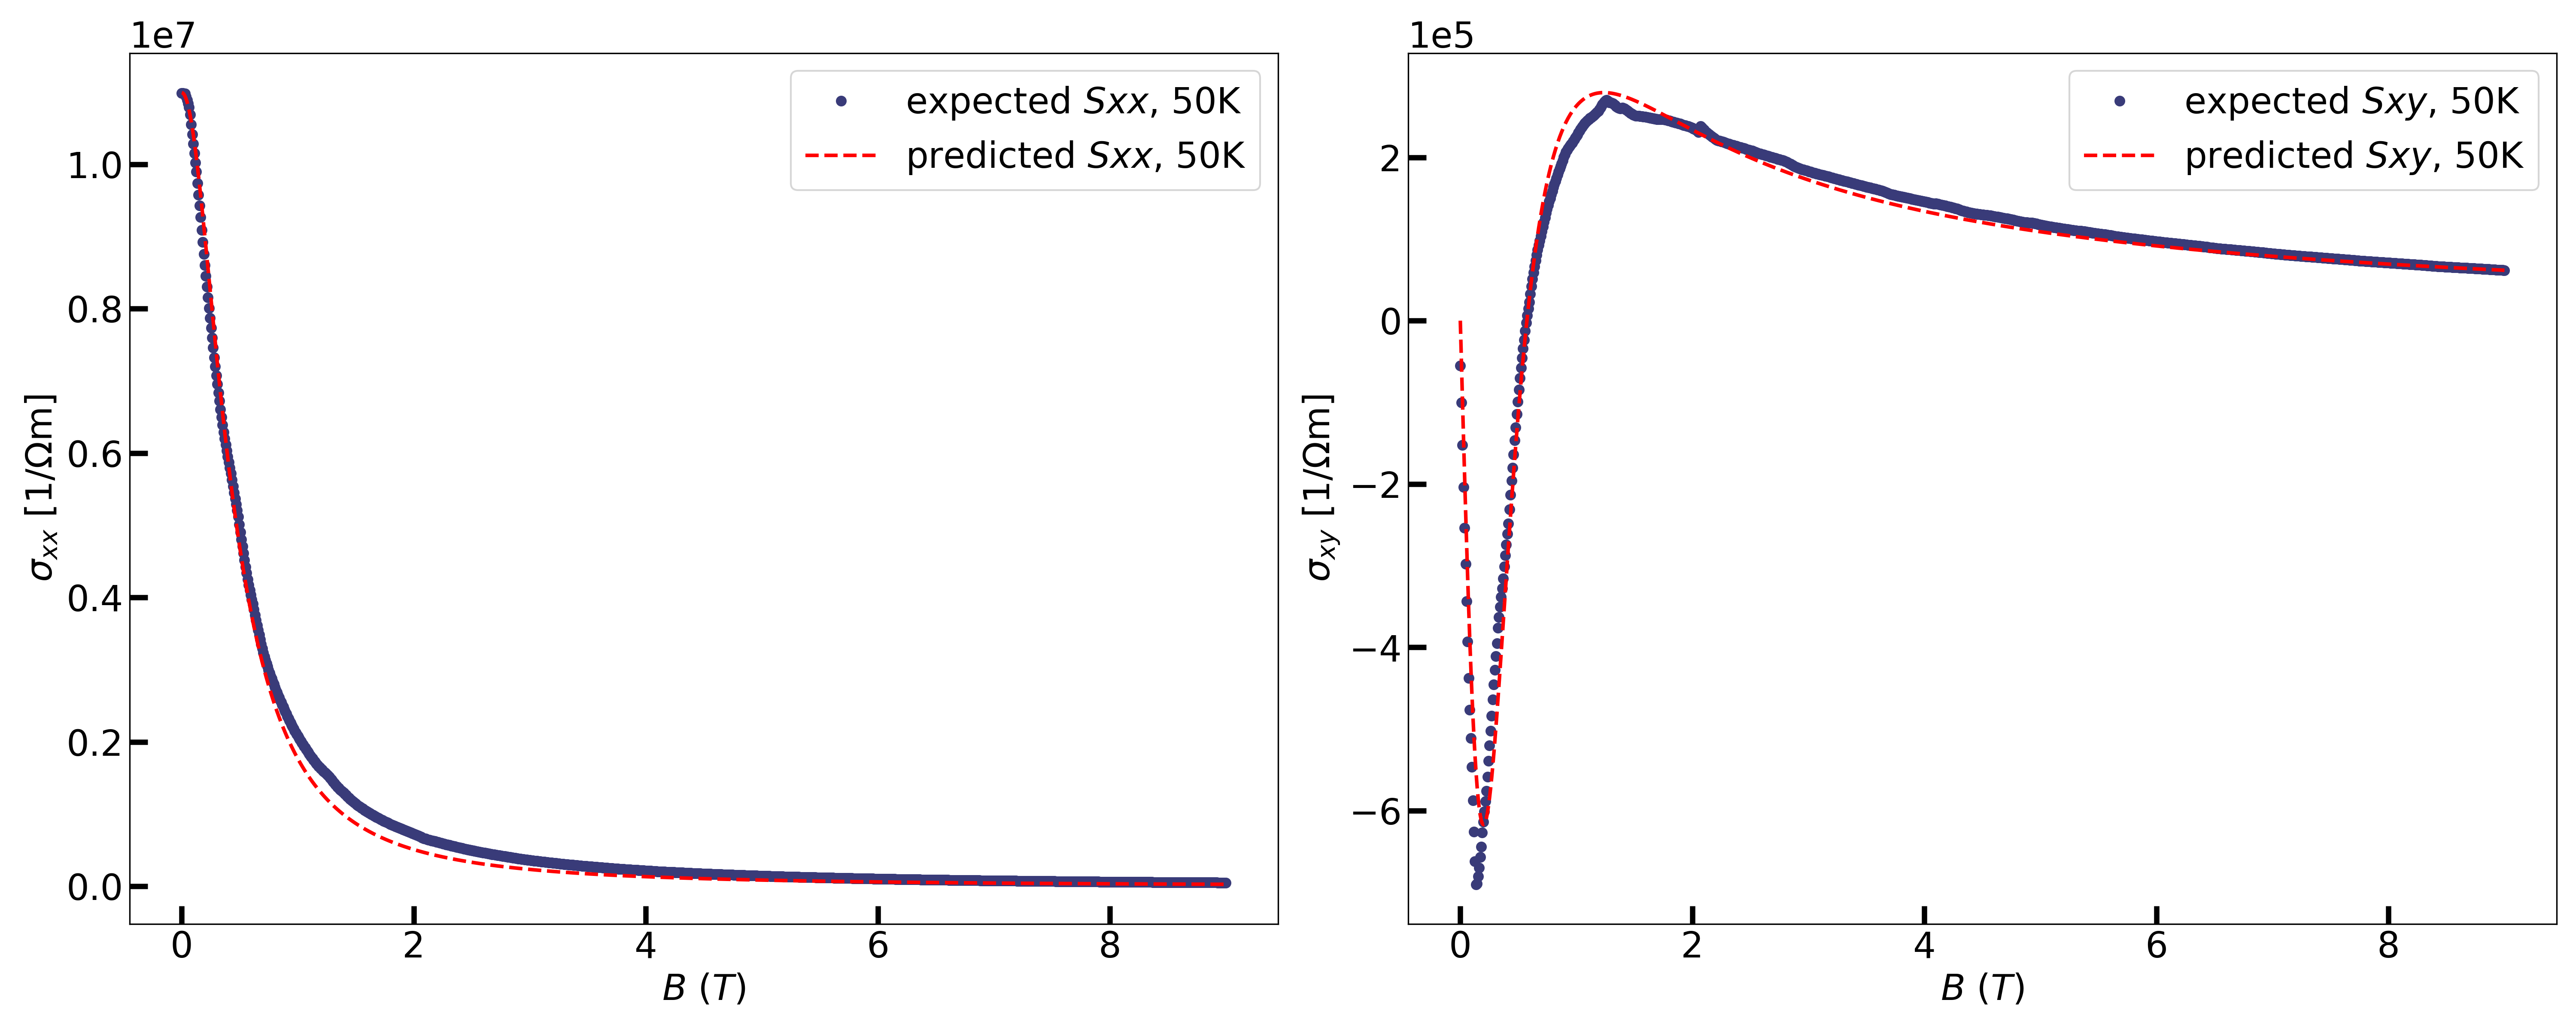 1e7
expected Sxx, 50K
predicted Sxx, 50K
1.0
0.8
0.6
0.4
0.2
0.0
σxx [1/Ωm]
0 2 4 6 8
B (T)
1e5
expected Sxy, 50K
predicted Sxy, 50K
2
0
−2
−4
−6
σxy [1/Ωm]
0 2 4 6 8
B (T)